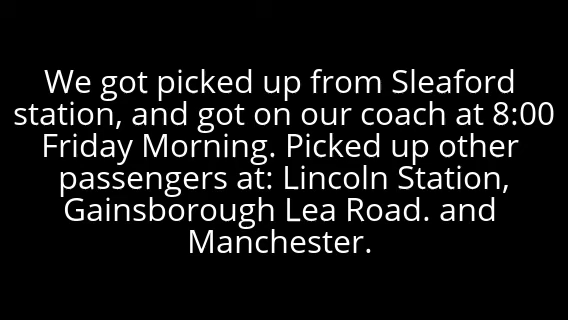 We got picked up from Sleaford
station, and got on our coach at 8:00
Friday Morning. Picked up other
passengers at: Lincoln Station,
Gainsborough Lea Road. and
Manchester.